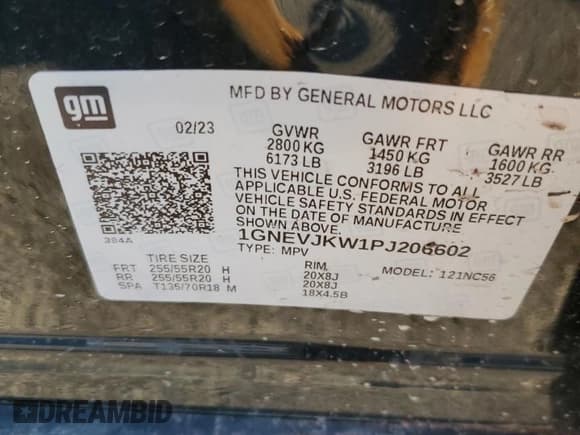 gm
MFD BY GENERAL MOTORS LLC
02/23 GVWR GAWR FRT GAWR RR
2800 KG 1450 KG 1600 KG
6173 LB 3196 LB 3527 LB
THIS VEHICLE CONFORMS TO ALL
APPLICABLE U.S. FEDERAL MOTOR
VEHICLE SAFETY STANDARDS IN EFFECT
ON THE DATE OF MANUFACTURE
SHOWN ABOVE.
394A 1GNEVJKW1PJ206602
TYPE: MPV MODEL: 121NC56
TIRE SIZE RIM
FRT 255/55R20 H 20X8J
RR 255/55R20 H 20X8J
SPA T135/70R18 M 18X4.5B
DREAMBID